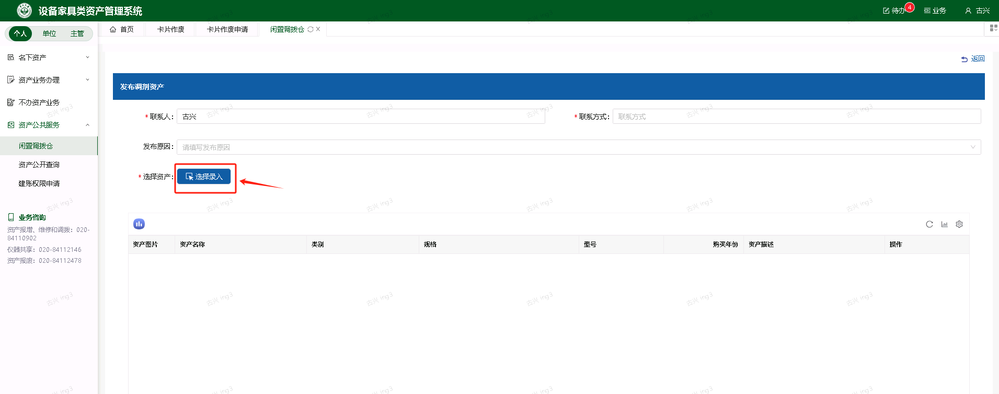 设备家具类资产管理系统
待办
4
业务
古兴
个人
单位
主管
首页
卡片作废
卡片作废申请
闲置调拨仓
名下资产
资产业务办理
不办资产业务
资产公共服务
闲置调拨仓
资产公开查询
建账权限申请
业务咨询
资产报增、维修和调拨：020-
84110902
仪器共享：020-84112146
资产报废：020-84112478
返回
发布调剂资产
* 联系人：
古兴
* 联系方式：
联系方式
发布原因：
请填写发布原因
* 选择资产：
选择录入
资产图片
资产名称
类别
规格
型号
购买年份
资产描述
操作
古兴 ing3